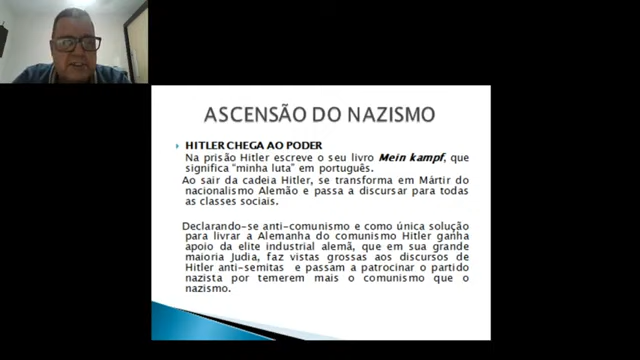 ASCENSÃO DO NAZISMO
HITLER CHEGA AO PODER
Na prisão Hitler escreve o seu livro Mein kampf, que
significa “minha luta” em português.
Ao sair da cadeia Hitler, se transforma em Mártir do
nacionalismo Alemão e passa a discursar para todas
as classes sociais.
Declarando-se anti-comunismo e como única solução
para livrar a Alemanha do comunismo Hitler ganha
apoio da elite industrial alemã, que em sua grande
maioria Judia, faz vistas grossas aos discursos de
Hitler anti-semitas e passam a patrocinar o partido
nazista por temerem mais o comunismo que o
nazismo.